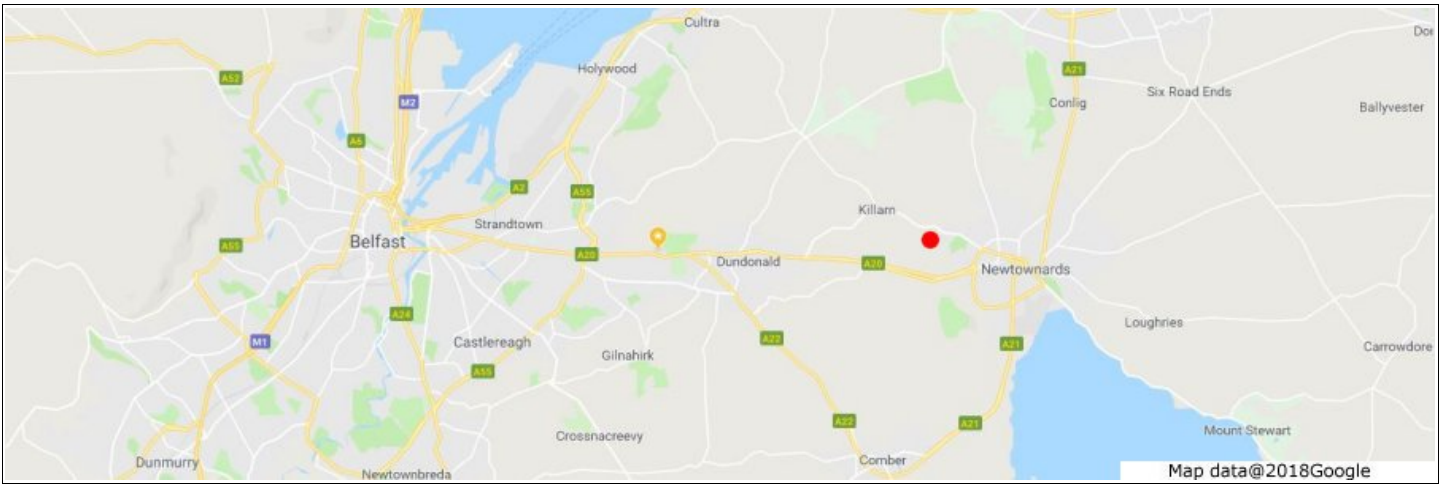 Cultra
Do
Holywood
A52
A21
Six Road Ends
M2
Conlig
Ballyvester
A6
A2
A55
Killarn
Strandtown
Belfast
A55
A20
Dundonald
A20
Newtownards
A24
Loughries
M1
Castlereagh
A22
A21
Carrowdore
Gilnahirk
A55
A22
A21
Mount Stewart
Crossnacreevy
Dunmurry
Comber
Newtownbreda
Map data@2018Google